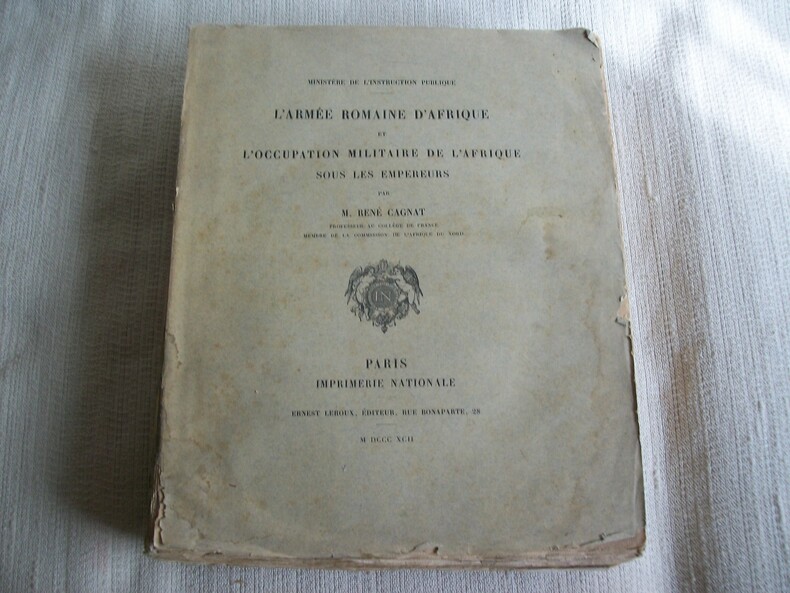 MINISTÈRE DE L'INSTRUCTION PUBLIQUE
L'ARMÉE ROMAINE D'AFRIQUE
ET
L'OCCUPATION MILITAIRE DE L'AFRIQUE
SOUS LES EMPEREURS
PAR
M. RENÉ CAGNAT
PROFESSEUR AU COLLÈGE DE FRANCE
MEMBRE DE LA COMMISSION DE L'AFRIQUE DU NORD
IN
PARIS
IMPRIMERIE NATIONALE
ERNEST LEROUX, ÉDITEUR, RUE BONAPARTE, 28
M DCCC XCII